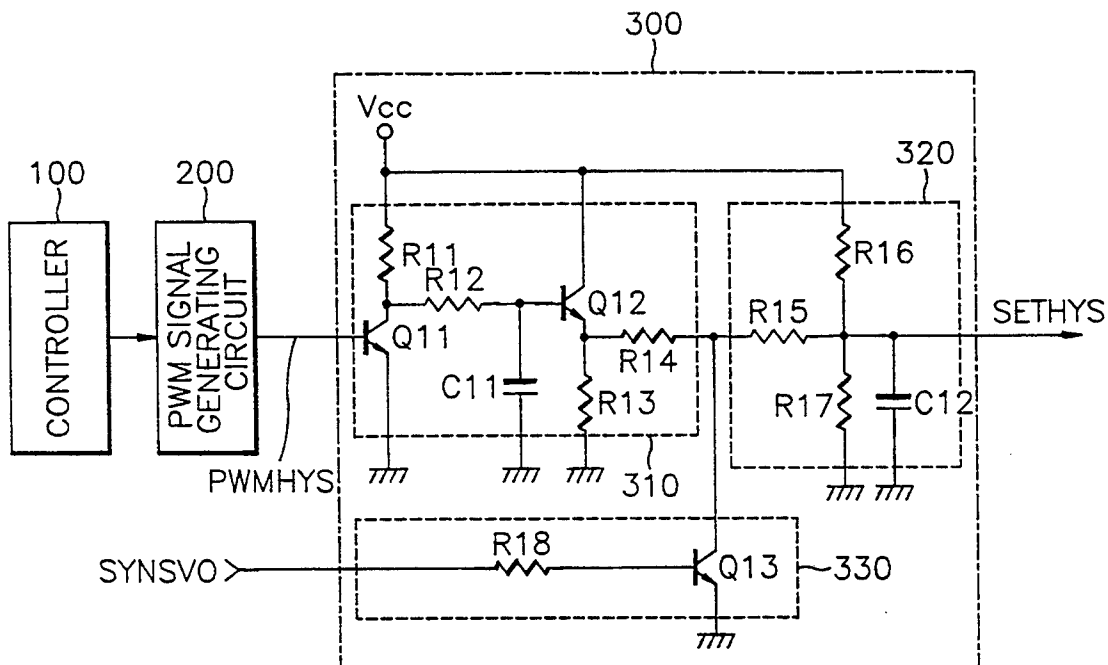 300
Vcc
100
200
320
CONTROLLER
PWM SIGNAL
GENERATING
CIRCUIT
R11
R12
Q12
R16
R15
SETHYS
Q11
R14
C11
R13
R17
C12
PWMHYS
310
R18
SYNSVO
Q13
330